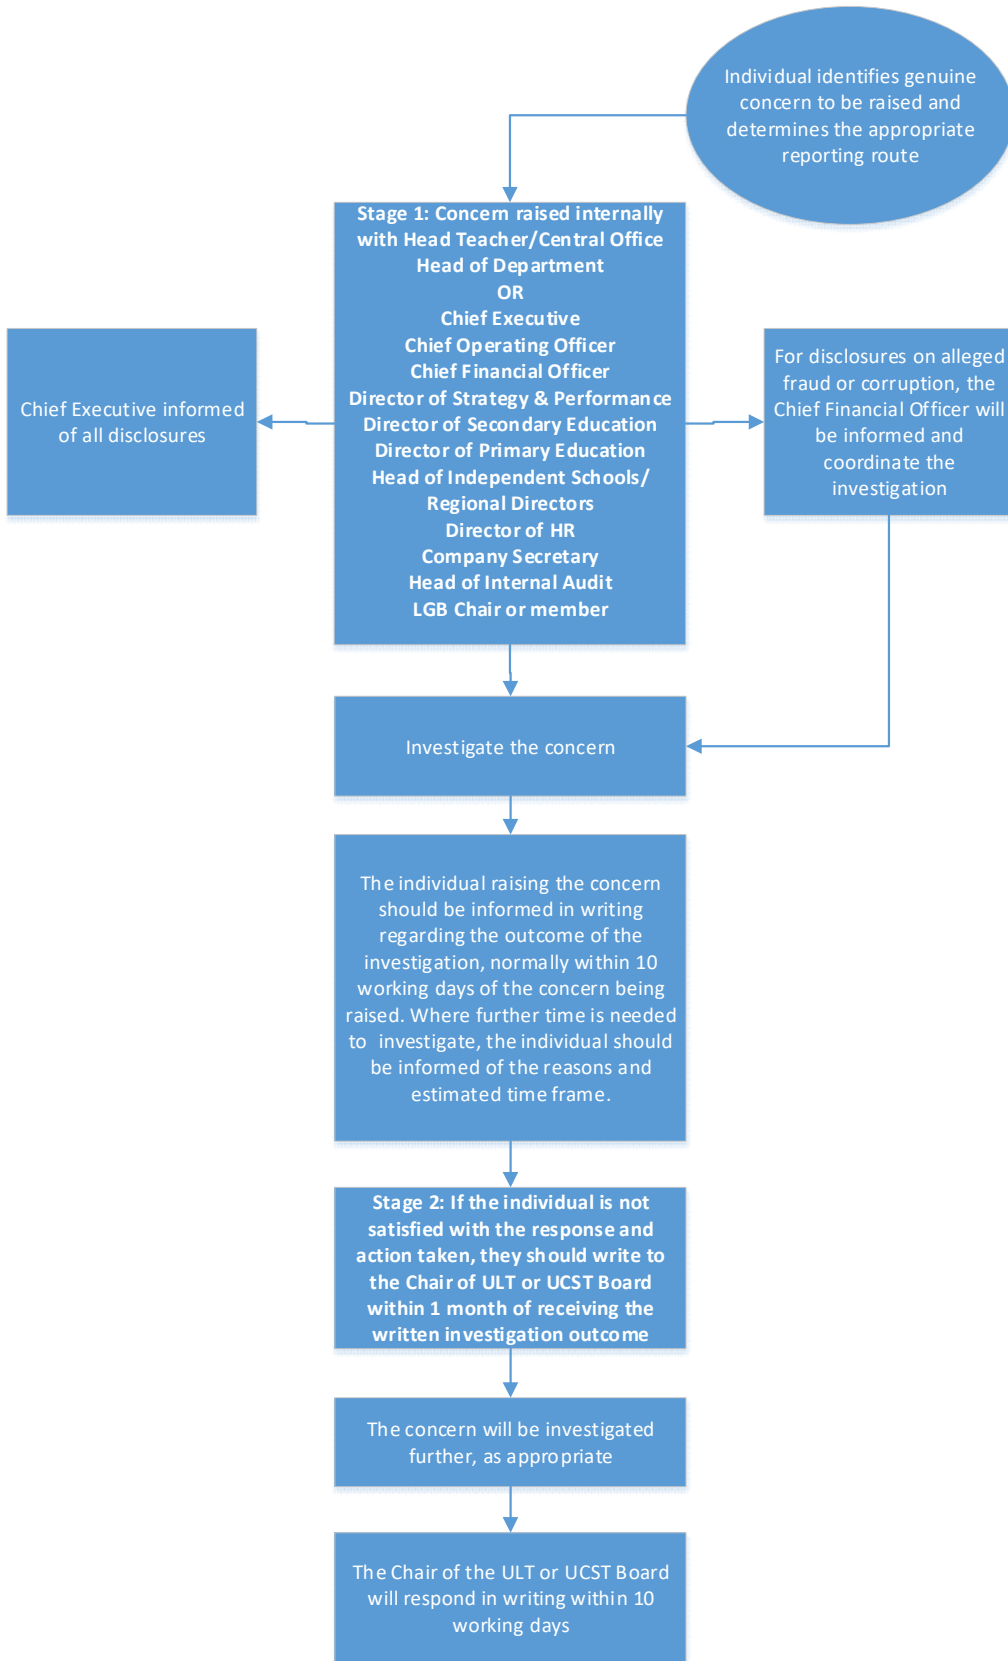 Individual identifies genuine
concern to be raised and
determines the appropriate
reporting route
Stage 1: Concern raised internally
with Head Teacher/Central Office
Head of Department
OR
Chief Executive
Chief Operating Officer
Chief Financial Officer
Director of Strategy & Performance
Director of Secondary Education
Director of Primary Education
Head of Independent Schools/
Regional Directors
Director of HR
Company Secretary
Head of Internal Audit
LGB Chair or member
Chief Executive informed
of all disclosures
For disclosures on alleged
fraud or corruption, the
Chief Financial Officer will
be informed and
coordinate the
investigation
Investigate the concern
The individual raising the concern
should be informed in writing
regarding the outcome of the
investigation, normally within 10
working days of the concern being
raised. Where further time is needed
to  investigate, the individual should
be informed of the reasons and
estimated time frame.
Stage 2: If the individual is not
satisfied with the response and
action taken, they should write to
the Chair of ULT or UCST Board
within 1 month of receiving the
written investigation outcome
The concern will be investigated
further, as appropriate
The Chair of the ULT or UCST Board
will respond in writing within 10
working days